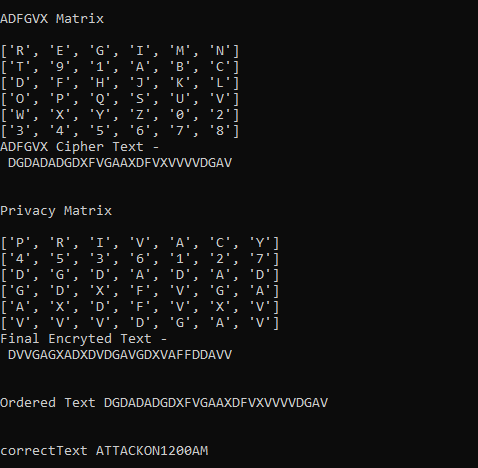 ADFGVX Matrix
['R', 'E', 'G', 'I', 'M', 'N']
['T', '9', '1', 'A', 'B', 'C']
['D', 'F', 'H', 'J', 'K', 'L']
['O', 'P', 'Q', 'S', 'U', 'V']
['W', 'X', 'Y', 'Z', '0', '2']
['3', '4', '5', '6', '7', '8']
ADFGVX Cipher Text -
DGDADADGDXFVGAAXDFVXVVVVDGAV
Privacy Matrix
['P', 'R', 'I', 'V', 'A', 'C', 'Y']
['4', '5', '3', '6', '1', '2', '7']
['D', 'G', 'D', 'A', 'D', 'A', 'D']
['G', 'D', 'X', 'F', 'V', 'G', 'A']
['A', 'X', 'D', 'F', 'V', 'X', 'V']
['V', 'V', 'V', 'D', 'G', 'A', 'V']
Final Encryted Text -
DVVGAGXADXDVDGAVGDXVAFFDDAVV
Ordered Text DGDADADGDXFVGAAXDFVXVVVVDGAV
correctText ATTACKON1200AM